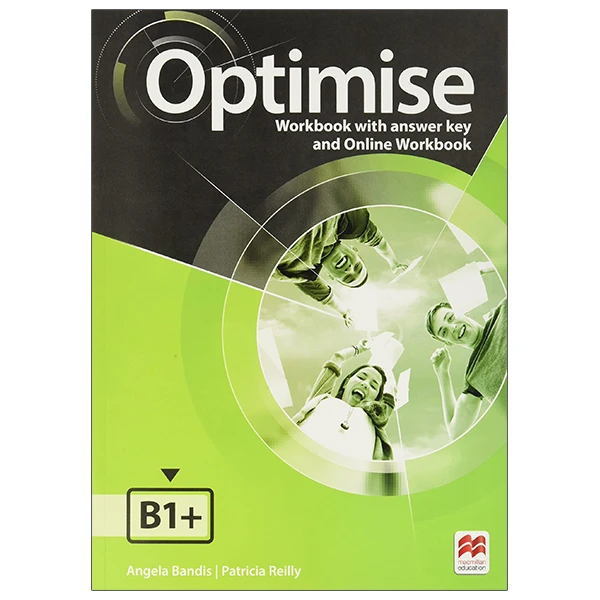 Optimise
Workbook with answer key
and Online Workbook
B1+
Angela Bandis | Patricia Reilly
macmillan
education